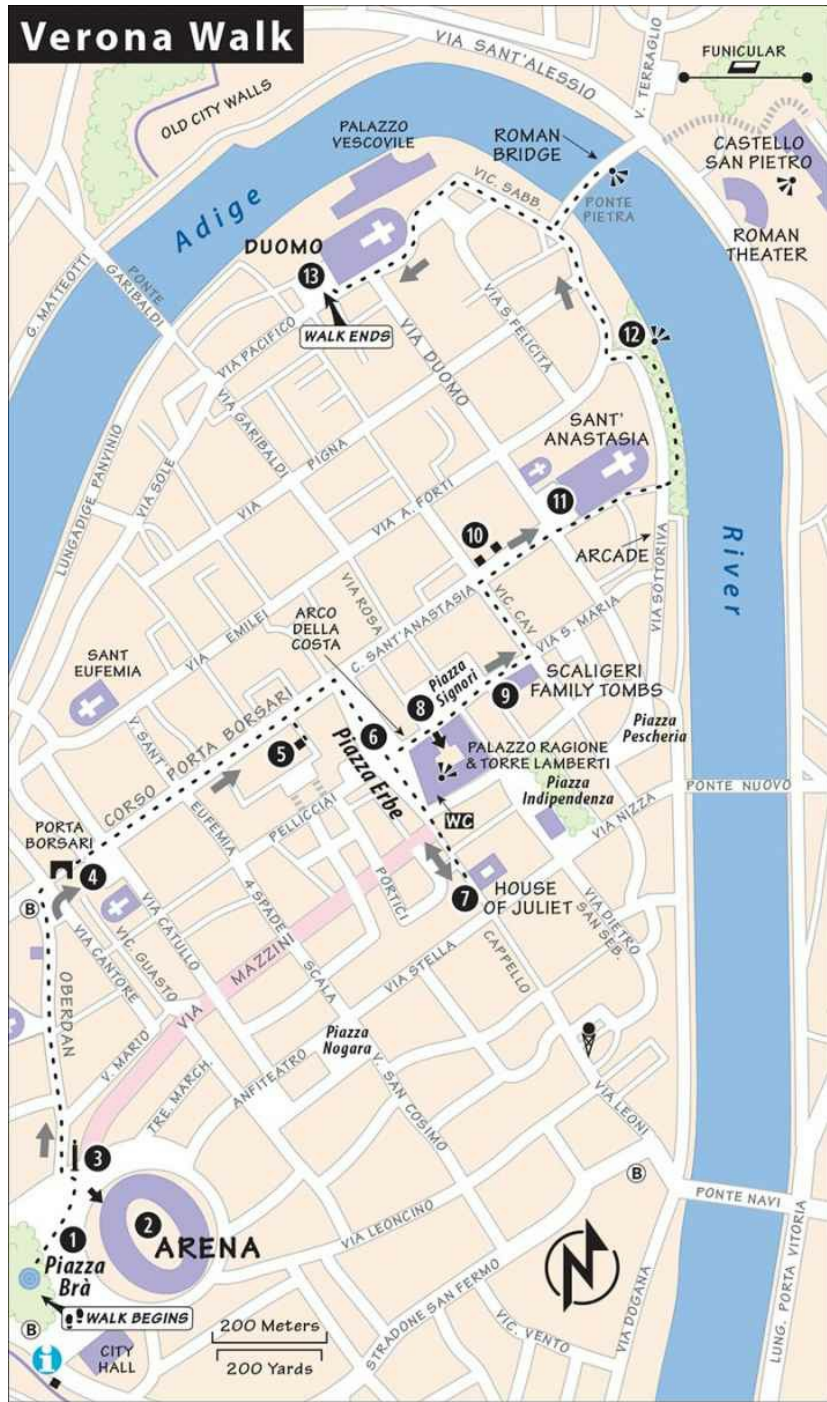 Verona Walk
VIA SANT'ALESSIO
V. TERRAGLIO
FUNICULAR
OLD CITY WALLS
PALAZZO
VESCOVILE
ROMAN
BRIDGE
CASTELLO
SAN PIETRO
VIC. SABB
PONTE
PIETRA
ROMAN
THEATER
Adige
DUOMO
13
WALK ENDS
G. MATTEOTTI
PONTE
GARIBALDI
VIA PACIFICO
VIA S FELICITA
VIA DUOMO
12
VIA GARIBALDI
SANT'
ANASTASIA
LUNGADIGE PANVINIO
VIA SOLE
VIA PIGNA
VIA A. FORTI
11
10
ARCADE
River
VIA SOTTORIVA
VIA ROSA
ARCO
DELLA
COSTA
C. SANT'ANASTASIA
VIC. CAV
VIA S. MARIA
VIA EMILEI
SANT
EUFEMIA
Piazza
Signori
8
9
SCALIGERI
FAMILY TOMBS
V. SANT' EUFEMIA
CORSO PORTA BORSARI
5
6
Piazza Erbe
PALAZZO RAGIONE
& TORRE LAMBERTI
Piazza
Pescheria
Piazza
Indipendenza
PONTE NUOVO
WC
VIA NIZZA
PELLICCIAI
PORTA
BORSARI
4
B
7
HOUSE
OF JULIET
PORTICI
VIA CATULLO
4 SPADE
VIC. GUASTO
VIA CANTORE
VIA MAZZINI
SCALA
VIA STELLA
CAPPELLO
VIA DIETRO
SAN SEB.
OBERDAN
V. MARIO
Piazza
Nogara
TRE. MARCH.
ANFITEATRO
V. SAN COSIMO
VIA LEONI
3
B
PONTE NAVI
2
ARENA
VIA LEONCINO
1
Piazza
Brà
N
WALK BEGINS
B
200 Meters
200 Yards
STRADONE SAN FERMO
VIC. VENTO
VIA DOGANA
LUNG. PORTA VITORIA
i
CITY
HALL